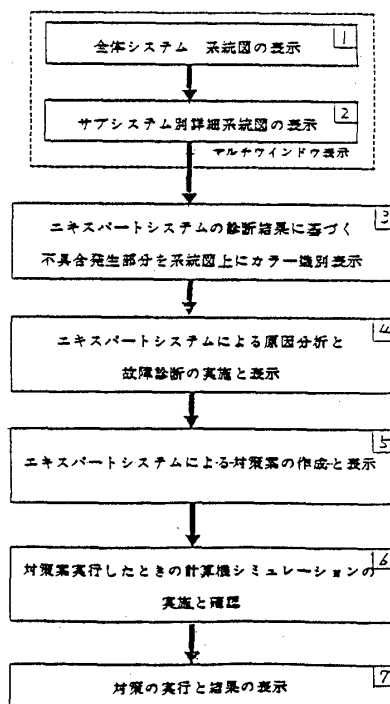 1
全体システム 系統図の表示
2
サブシステム別詳細系統図の表示
マルチウインドウ表示
3
エキスパートシステムの診断結果に基づく
不具合発生部分を系統図上にカラー識別表示
4
エキスパートシステムによる原因分析と
故障診断の実施と表示
5
エキスパートシステムによる対策案の作成と表示
6
対策案実行したときの計算機シミュレーションの
実施と確認
7
対策の実行と結果の表示